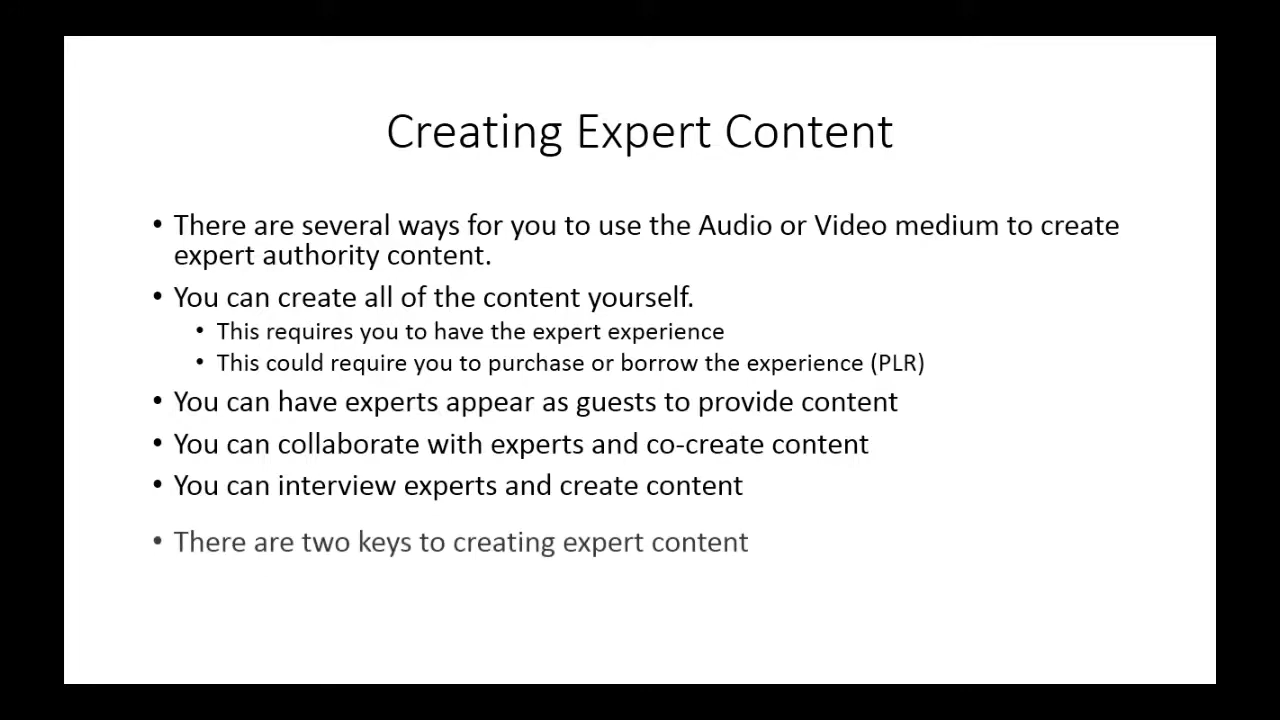 Creating Expert Content
• There are several ways for you to use the Audio or Video medium to create
expert authority content.
• You can create all of the content yourself.
• This requires you to have the expert experience
• This could require you to purchase or borrow the experience (PLR)
• You can have experts appear as guests to provide content
• You can collaborate with experts and co-create content
• You can interview experts and create content
• There are two keys to creating expert content